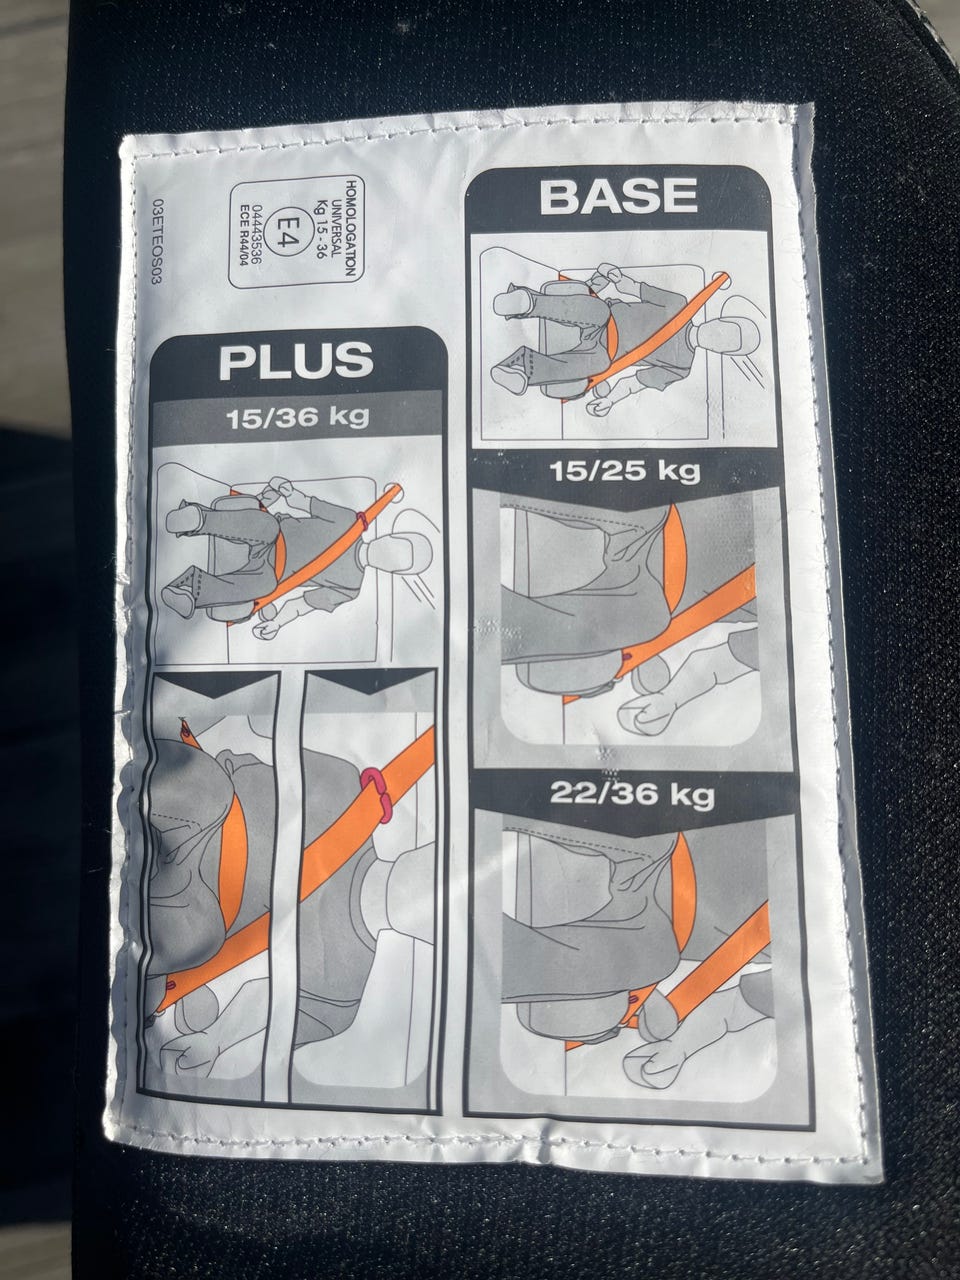 03ETEOS03
HOMOLOGATION
UNIVERSAL
Kg 15 - 36
E4
04443536
ECE R44/04
PLUS
15/36 kg
BASE
15/25 kg
22/36 kg